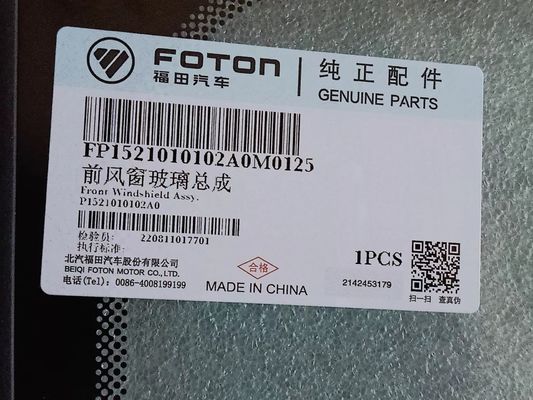 FOTON
福田汽车
纯正配件
GENUINE PARTS
FP1521010102A0M0125
前风窗玻璃总成
Front Windshield Assy.
P1521010102A0
检验员: 220811017701
执行标准:
北汽福田汽车股份有限公司
BEIQI FOTON MOTOR CO., LTD.
电话(Tel): 0086-4008199199
合格
MADE IN CHINA
1PCS
2142453179
扫一扫 查真伪